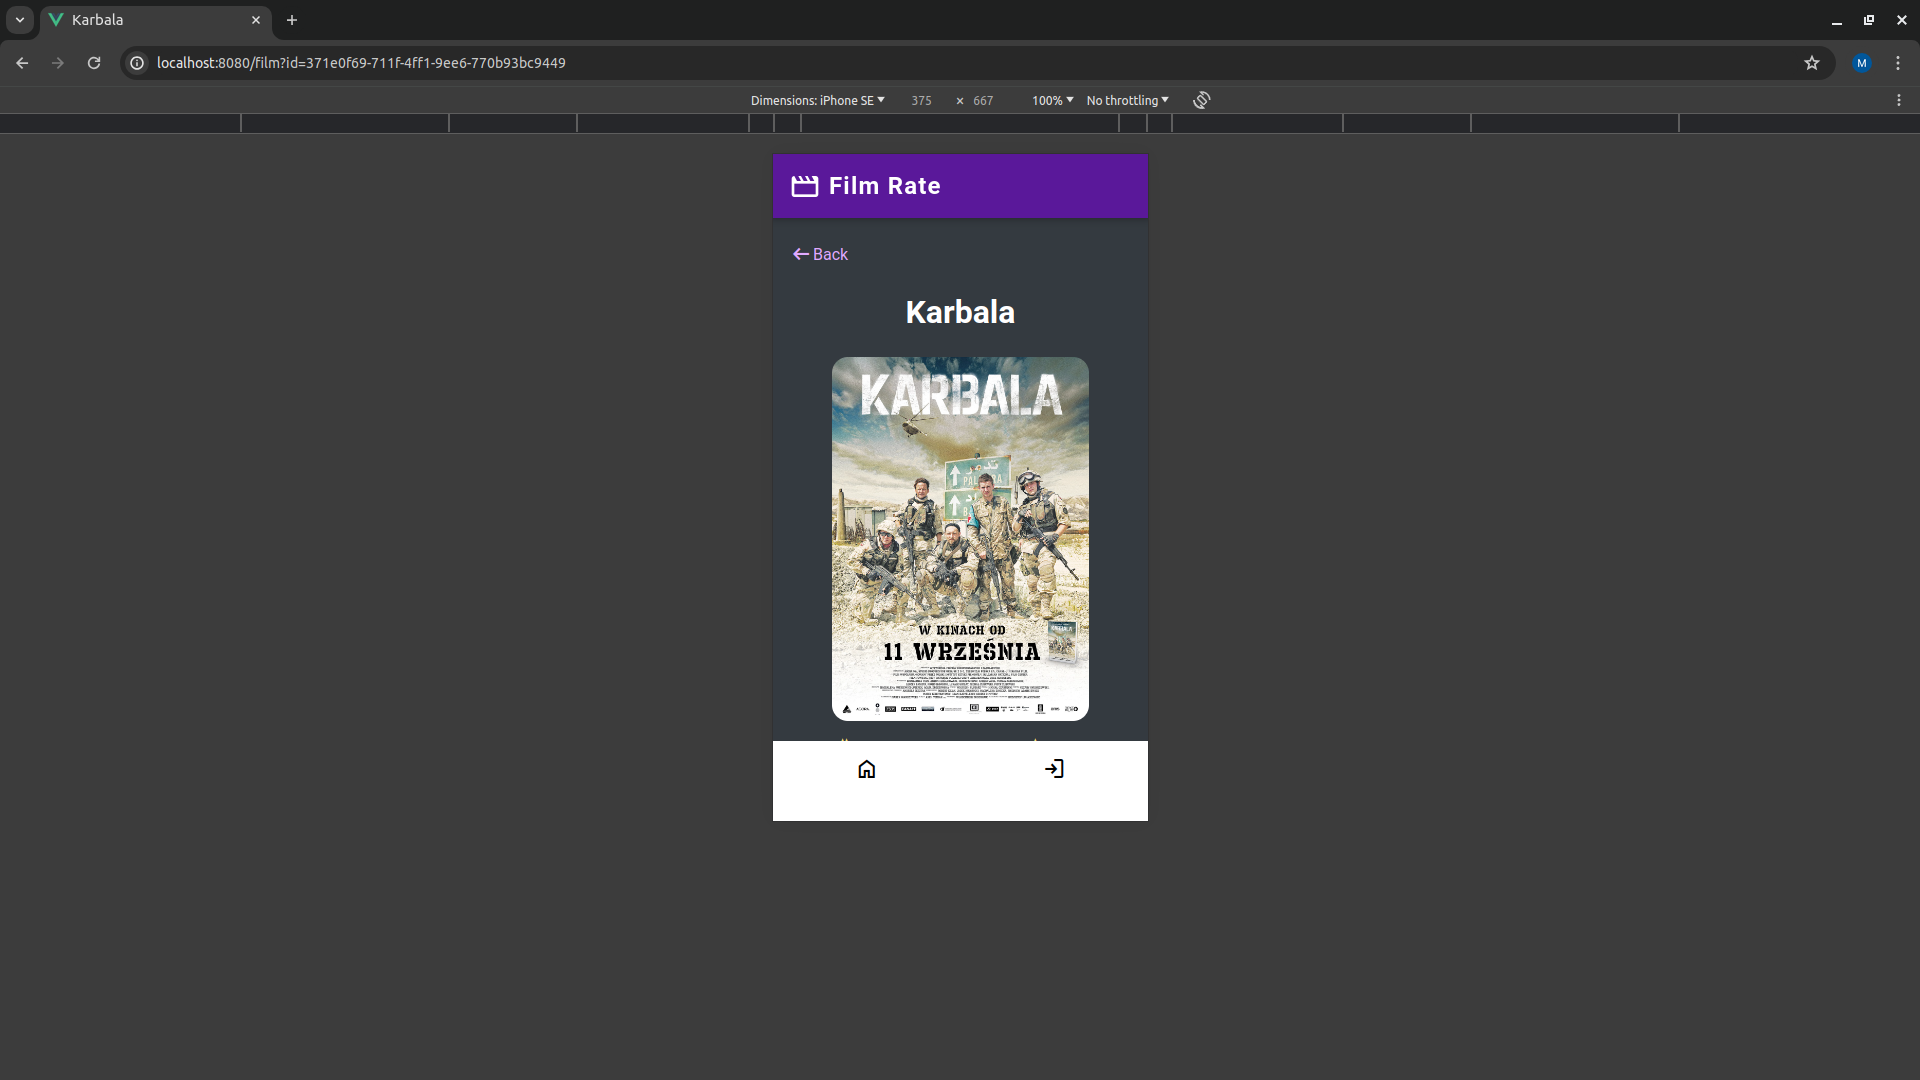 Karbala
localhost:8080/film?id=371e0f69-711f-4ff1-9ee6-770b93bc9449
M
Dimensions: iPhone SE 375 × 667 100% No throttling
Film Rate
Back
Karbala
KARBALA
تدمر
W KINACH OD
11 WRZEŚNIA